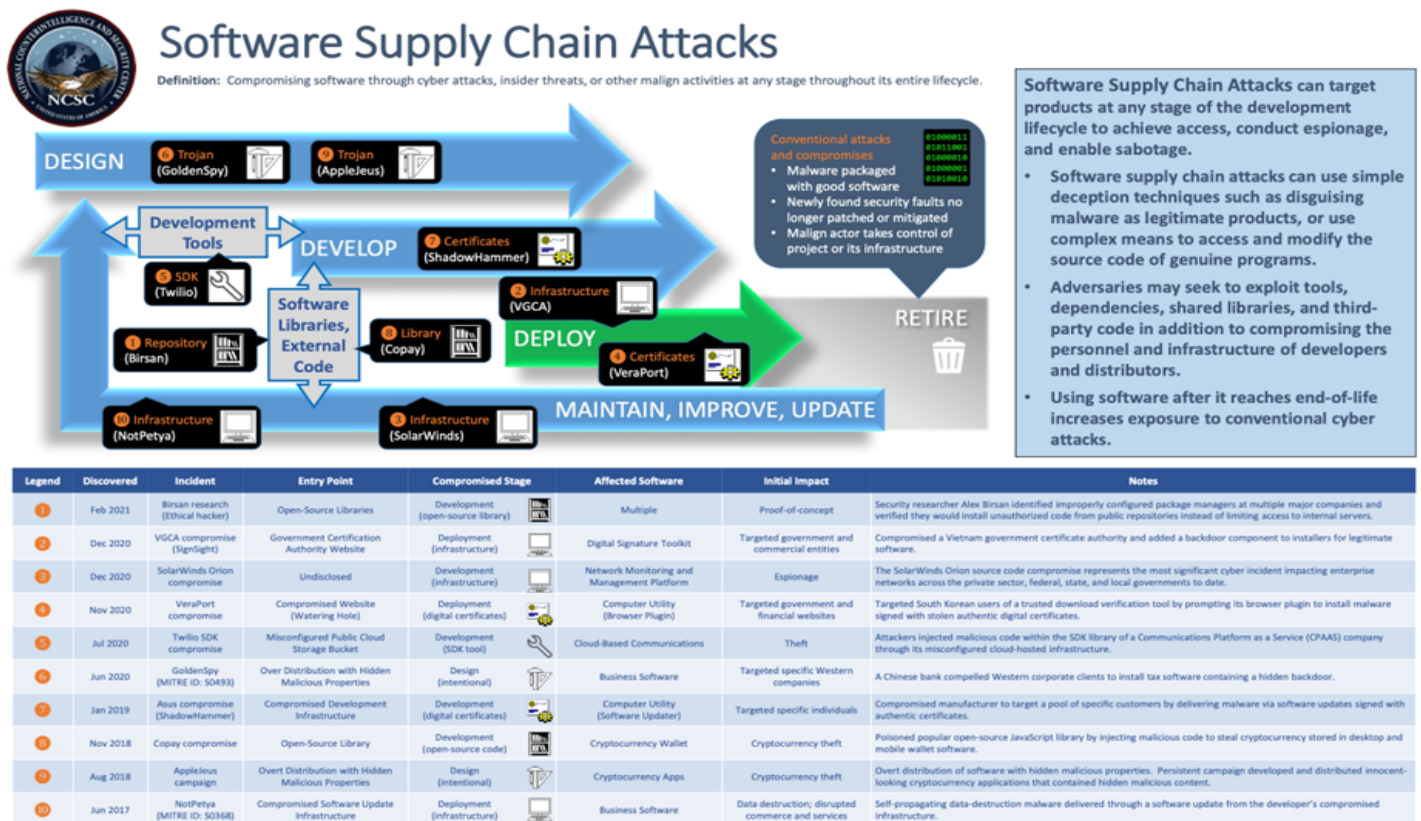 NATIONAL COUNTERINTELLIGENCE AND SECURITY CENTER
NCSC
UNITED STATES OF AMERICA
Software Supply Chain Attacks
Definition: Compromising software through cyber attacks, insider threats, or other malign activities at any stage throughout its entire lifecycle.
DESIGN
6 Trojan
(GoldenSpy)
9 Trojan
(AppleJeus)
Development
Tools
DEVELOP
7 Certificates
(ShadowHammer)
5 SDK
(Twilio)
Software
Libraries,
External
Code
2 Infrastructure
(VGCA)
1 Repository
(Birsan)
8 Library
(Copay)
DEPLOY
4 Certificates
(VeraPort)
10 Infrastructure
(NotPetya)
3 Infrastructure
(SolarWinds)
MAINTAIN, IMPROVE, UPDATE
Conventional attacks
and compromises
• Malware packaged
with good software
• Newly found security faults no
longer patched or mitigated
• Malign actor takes control of
project or its infrastructure
01000011
01011001
01000010
01000001
01010010
RETIRE
Software Supply Chain Attacks can target
products at any stage of the development
lifecycle to achieve access, conduct espionage,
and enable sabotage.
• Software supply chain attacks can use simple
deception techniques such as disguising
malware as legitimate products, or use
complex means to access and modify the
source code of genuine programs.
• Adversaries may seek to exploit tools,
dependencies, shared libraries, and third-
party code in addition to compromising the
personnel and infrastructure of developers
and distributors.
• Using software after it reaches end-of-life
increases exposure to conventional cyber
attacks.
Legend Discovered Incident Entry Point Compromised Stage Affected Software Initial Impact Notes
1
Feb 2021
Birsan research
(Ethical hacker)
Open-Source Libraries
Development
(open-source library)
Multiple
Proof-of-concept
Security researcher Alex Birsan identified improperly configured package managers at multiple major companies and
verified they would install unauthorized code from public repositories instead of limiting access to internal servers.
2
Dec 2020
VGCA compromise
(SignSight)
Government Certification
Authority Website
Deployment
(infrastructure)
Digital Signature Toolkit
Targeted government and
commercial entities
Compromised a Vietnam government certificate authority and added a backdoor component to installers for legitimate
software.
3
Dec 2020
SolarWinds Orion
compromise
Undisclosed
Development
(infrastructure)
Network Monitoring and
Management Platform
Espionage
The SolarWinds Orion source code compromise represents the most significant cyber incident impacting enterprise
networks across the private sector, federal, state, and local governments to date.
4
Nov 2020
VeraPort
compromise
Compromised Website
(Watering Hole)
Deployment
(digital certificates)
Computer Utility
(Browser Plugin)
Targeted government and
financial websites
Targeted South Korean users of a trusted download verification tool by prompting its browser plugin to install malware
signed with stolen authentic digital certificates.
5
Jul 2020
Twilio SDK
compromise
Misconfigured Public Cloud
Storage Bucket
Development
(SDK tool)
Cloud-Based Communications
Theft
Attackers injected malicious code within the SDK library of a Communications Platform as a Service (CPAAS) company
through its misconfigured cloud-hosted infrastructure.
6
Jun 2020
GoldenSpy
(MITRE ID: S0493)
Over Distribution with Hidden
Malicious Properties
Design
(intentional)
Business Software
Targeted specific Western
companies
A Chinese bank compelled Western corporate clients to install tax software containing a hidden backdoor.
7
Jan 2019
Asus compromise
(ShadowHammer)
Compromised Development
Infrastructure
Development
(digital certificates)
Computer Utility
(Software Updater)
Targeted specific individuals
Compromised manufacturer to target a pool of specific customers by delivering malware via software updates signed with
authentic certificates.
8
Nov 2018
Copay compromise
Open-Source Library
Development
(open-source code)
Cryptocurrency Wallet
Cryptocurrency theft
Poisoned popular open-source JavaScript library by injecting malicious code to steal cryptocurrency stored in desktop and
mobile wallet software.
9
Aug 2018
AppleJeus
campaign
Overt Distribution with Hidden
Malicious Properties
Design
(intentional)
Cryptocurrency Apps
Cryptocurrency theft
Overt distribution of software with hidden malicious properties. Persistent campaign developed and distributed innocent-
looking cryptocurrency applications that contained hidden malicious content.
10
Jun 2017
NotPetya
(MITRE ID: S0368)
Compromised Software Update
Infrastructure
Deployment
(infrastructure)
Business Software
Data destruction; disrupted
commerce and services
Self-propagating data-destruction malware delivered through a software update from the developer's compromised
infrastructure.